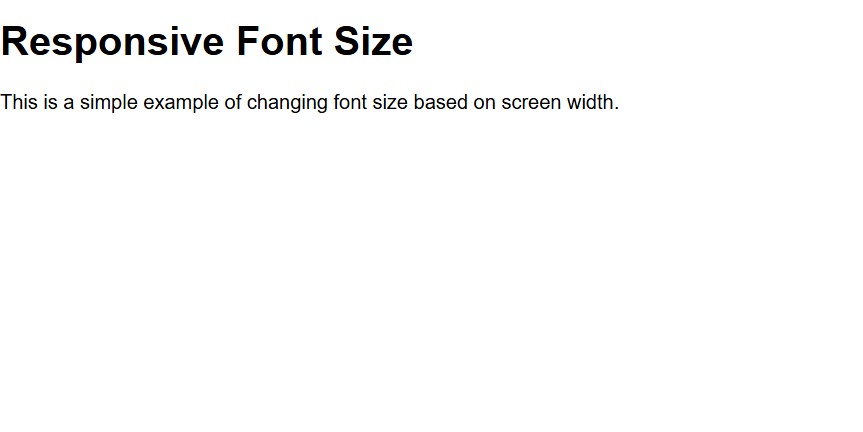 Responsive Font Size
This is a simple example of changing font size based on screen width.